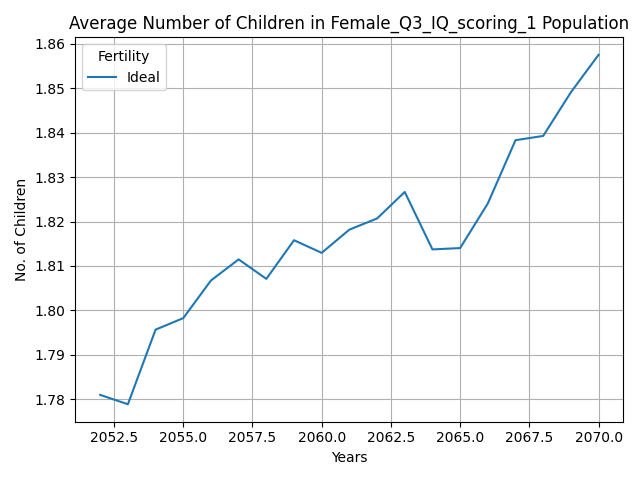 Average Number of Children in Female_Q3_IQ_scoring_1 Population
Fertility
Ideal
No. of Children
1.86
1.85
1.84
1.83
1.82
1.81
1.80
1.79
1.78
2052.5 2055.0 2057.5 2060.0 2062.5 2065.0 2067.5 2070.0
Years